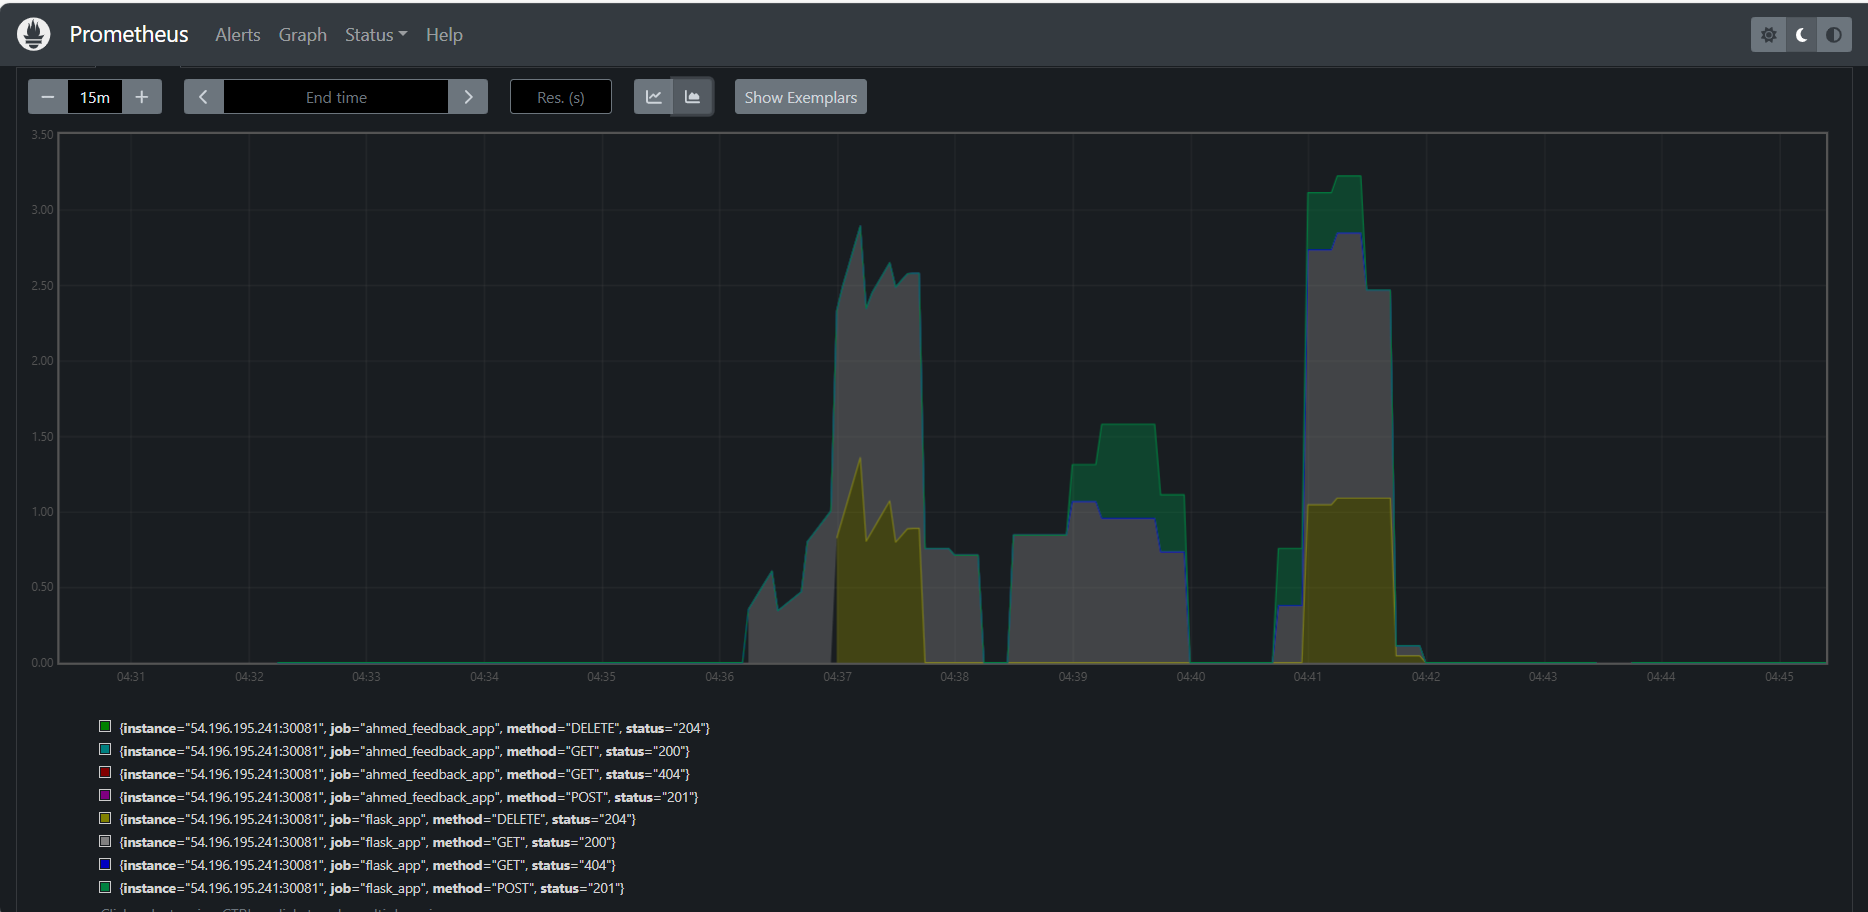 Prometheus Alerts Graph Status Help
15m End time Res. (s) Show Exemplars
3.50
3.00
2.50
2.00
1.50
1.00
0.50
0.00
04:31 04:32 04:33 04:34 04:35 04:36 04:37 04:38 04:39 04:40 04:41 04:42 04:43 04:44 04:45
{instance="54.196.195.241:30081", job="ahmed_feedback_app", method="DELETE", status="204"}
{instance="54.196.195.241:30081", job="ahmed_feedback_app", method="GET", status="200"}
{instance="54.196.195.241:30081", job="ahmed_feedback_app", method="GET", status="404"}
{instance="54.196.195.241:30081", job="ahmed_feedback_app", method="POST", status="201"}
{instance="54.196.195.241:30081", job="flask_app", method="DELETE", status="204"}
{instance="54.196.195.241:30081", job="flask_app", method="GET", status="200"}
{instance="54.196.195.241:30081", job="flask_app", method="GET", status="404"}
{instance="54.196.195.241:30081", job="flask_app", method="POST", status="201"}